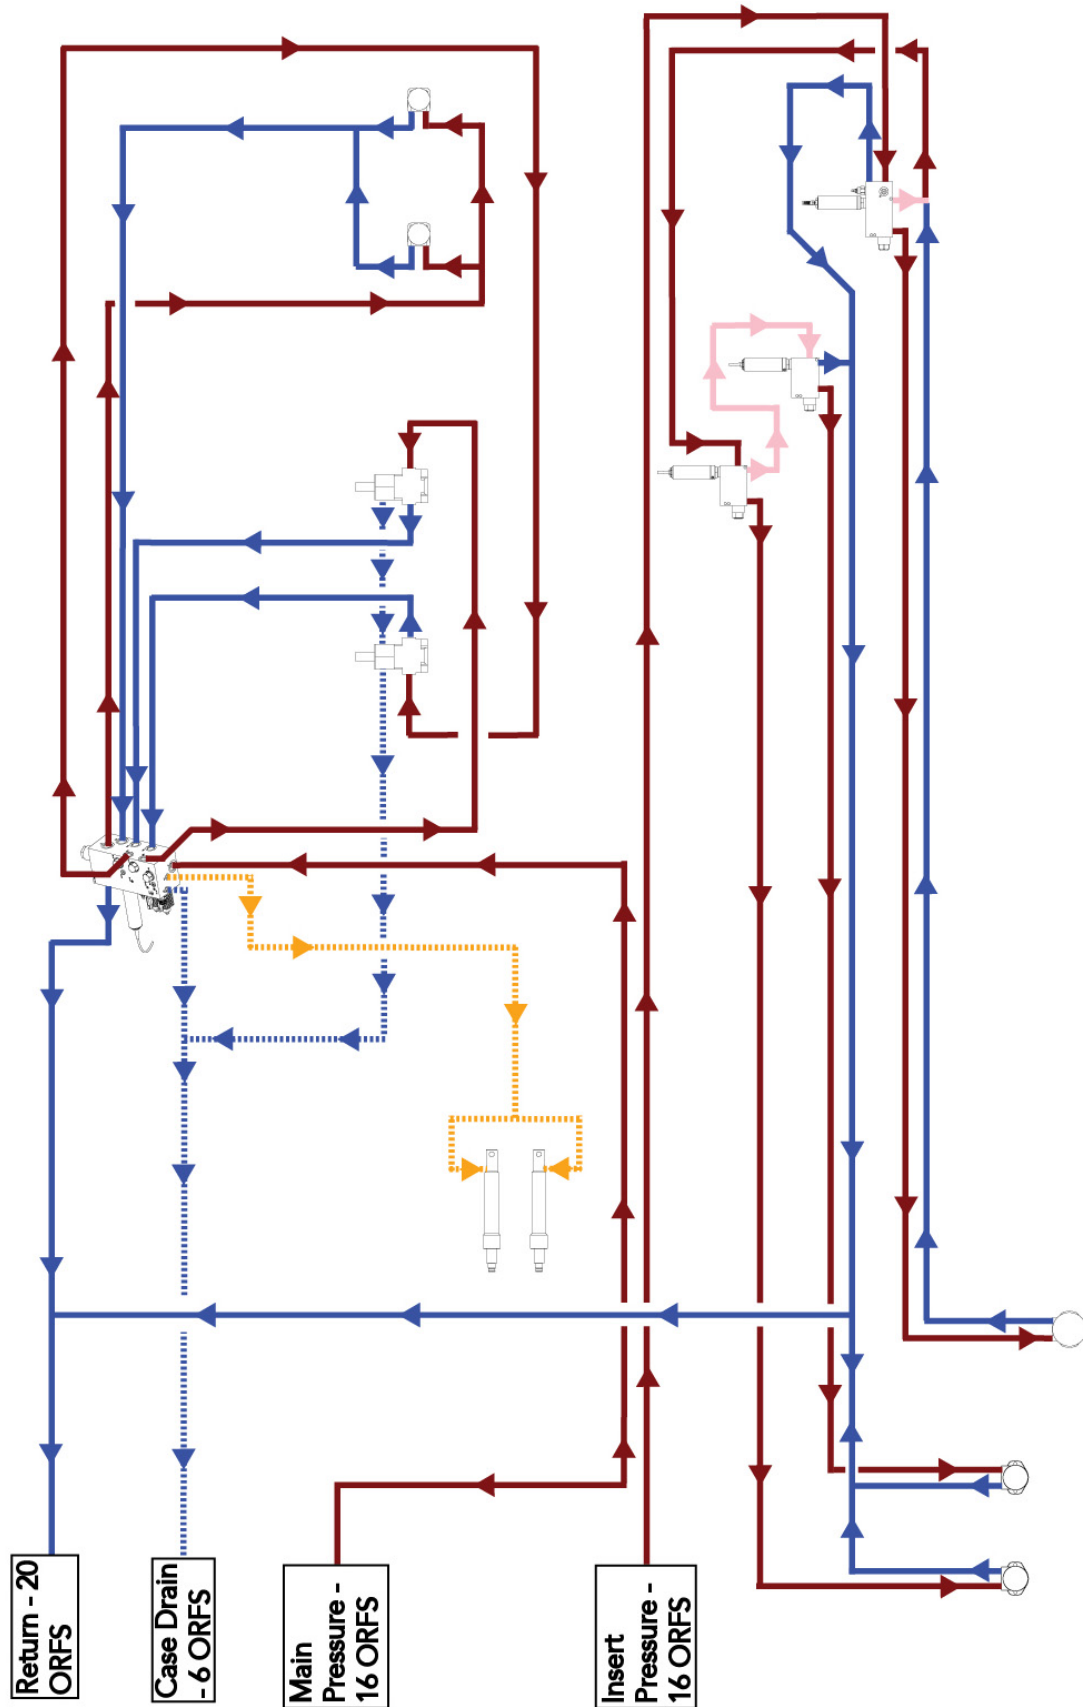 Return - 20
ORFS
Case Drain
- 6 ORFS
Main
Pressure -
16 ORFS
Insert
Pressure -
16 ORFS